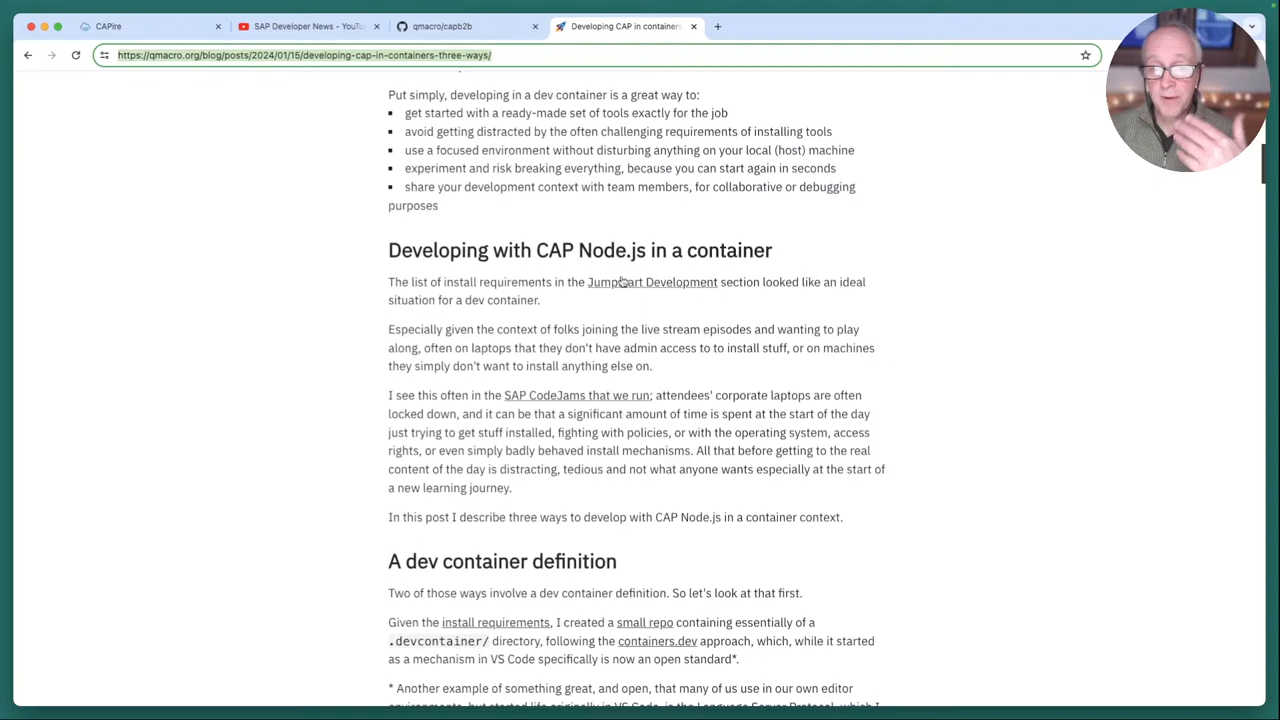 CAPire
SAP Developer News - YouTu
qmacro/capb2b
Developing CAP in containers
https://qmacro.org/blog/posts/2024/01/15/developing-cap-in-containers-three-ways/
Put simply, developing in a dev container is a great way to:
▪ get started with a ready-made set of tools exactly for the job
▪ avoid getting distracted by the often challenging requirements of installing tools
▪ use a focused environment without disturbing anything on your local (host) machine
▪ experiment and risk breaking everything, because you can start again in seconds
▪ share your development context with team members, for collaborative or debugging
purposes
Developing with CAP Node.js in a container
The list of install requirements in the Jumpstart Development section looked like an ideal
situation for a dev container.
Especially given the context of folks joining the live stream episodes and wanting to play
along, often on laptops that they don't have admin access to to install stuff, or on machines
they simply don't want to install anything else on.
I see this often in the SAP CodeJams that we run; attendees' corporate laptops are often
locked down, and it can be that a significant amount of time is spent at the start of the day
just trying to get stuff installed, fighting with policies, or with the operating system, access
rights, or even simply badly behaved install mechanisms. All that before getting to the real
content of the day is distracting, tedious and not what anyone wants especially at the start of
a new learning journey.
In this post I describe three ways to develop with CAP Node.js in a container context.
A dev container definition
Two of those ways involve a dev container definition. So let's look at that first.
Given the install requirements, I created a small repo containing essentially of a
.devcontainer/ directory, following the containers.dev approach, which, while it started
as a mechanism in VS Code specifically is now an open standard*.
* Another example of something great, and open, that many of us use in our own editor
environments, but started life originally in VS Code, is the Language Server Protocol, which I